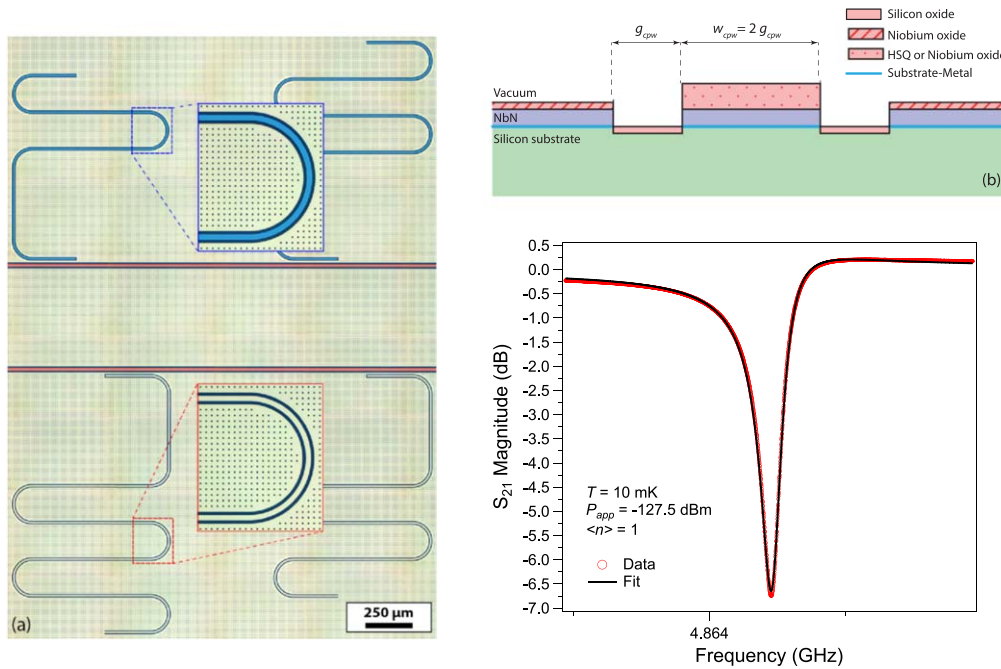 (a)
250 μm
g_cpw
w_cpw = 2 g_cpw
Silicon oxide
Niobium oxide
HSQ or Niobium oxide
Substrate-Metal
Vacuum
NbN
Silicon substrate
(b)
S21 Magnitude (dB)
0.5
0.0
-0.5
-1.0
-1.5
-2.0
-2.5
-3.0
-3.5
-4.0
-4.5
-5.0
-5.5
-6.0
-6.5
-7.0
T = 10 mK
P_app = -127.5 dBm
<n> = 1
Data
Fit
4.864
Frequency (GHz)